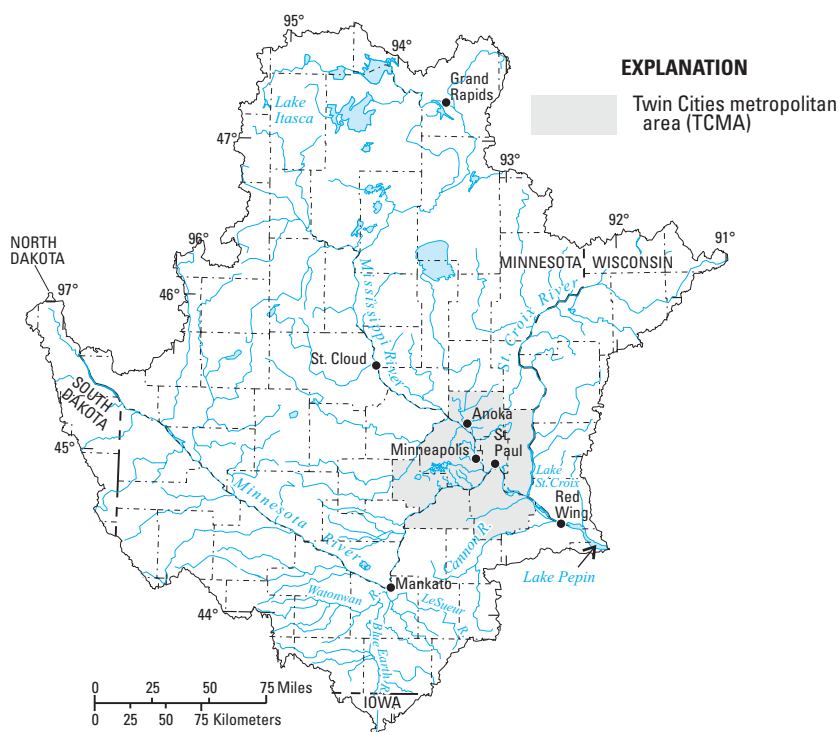 95°
94°
Grand
Rapids
EXPLANATION
Twin Cities metropolitan
area (TCMA)
Lake
Itasca
47°
93°
92°
91°
96°
NORTH
DAKOTA
MINNESOTA
WISCONSIN
97°
46°
Mississippi River
St. Croix River
St. Cloud
SOUTH
DAKOTA
Anoka
St.
Paul
Minneapolis
45°
Lake
St. Croix
Red
Wing
Minnesota River
Cannon R.
Lake Pepin
Mankato
Watonwan R.
LeSueur R.
44°
Blue Earth R.
IOWA
0 25 50 75 Miles
0 25 50 75 Kilometers